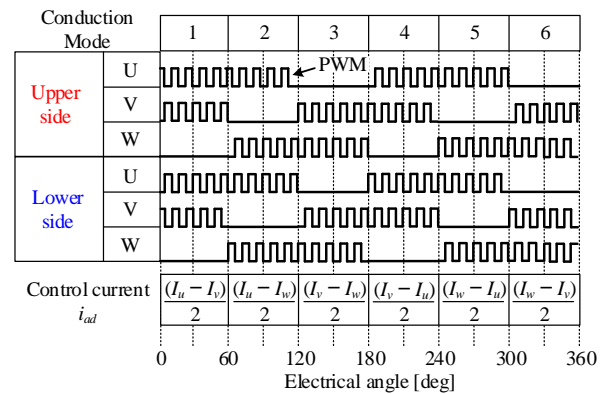 Conduction Mode 1 2 3 4 5 6
Upper side
U
PWM
V
W
Lower side
U
V
W
Control current i_ad (I_u − I_v)/2 (I_u − I_w)/2 (I_v − I_w)/2 (I_v − I_u)/2 (I_w − I_u)/2 (I_w − I_v)/2
0 60 120 180 240 300 360
Electrical angle [deg]